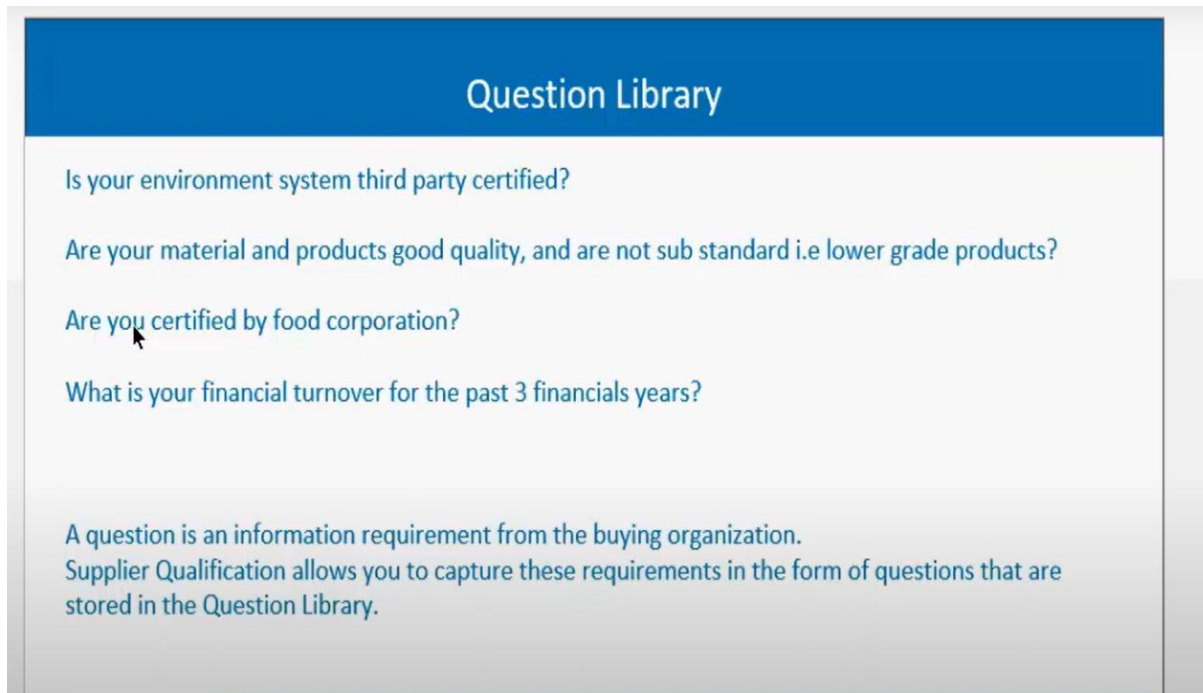 Question Library
Is your environment system third party certified?
Are your material and products good quality, and are not sub standard i.e lower grade products?
Are you certified by food corporation?
What is your financial turnover for the past 3 financials years?
A question is an information requirement from the buying organization.
Supplier Qualification allows you to capture these requirements in the form of questions that are
stored in the Question Library.